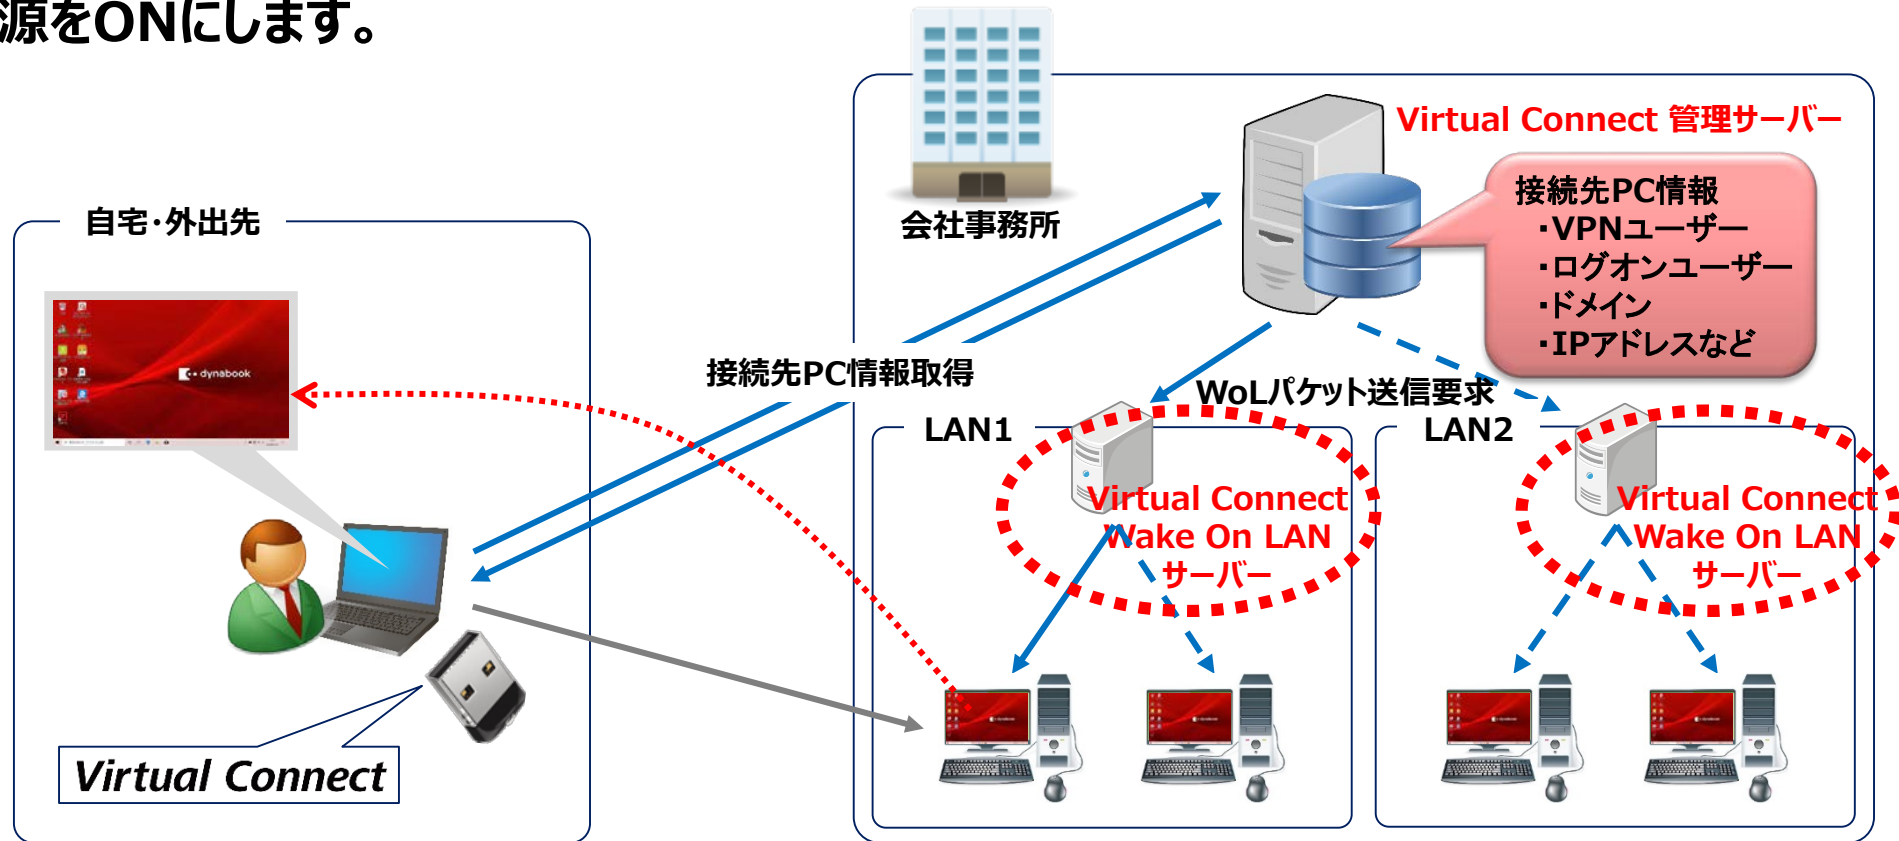 源をONにします。
Virtual Connect 管理サーバー
接続先PC情報
・VPNユーザー
・ログオンユーザー
・ドメイン
・IPアドレスなど
会社事務所
自宅・外出先
dynabook
接続先PC情報取得
WoLパケット送信要求
LAN1
LAN2
Virtual Connect
Wake On LAN
サーバー
Virtual Connect
Wake On LAN
サーバー
Virtual Connect